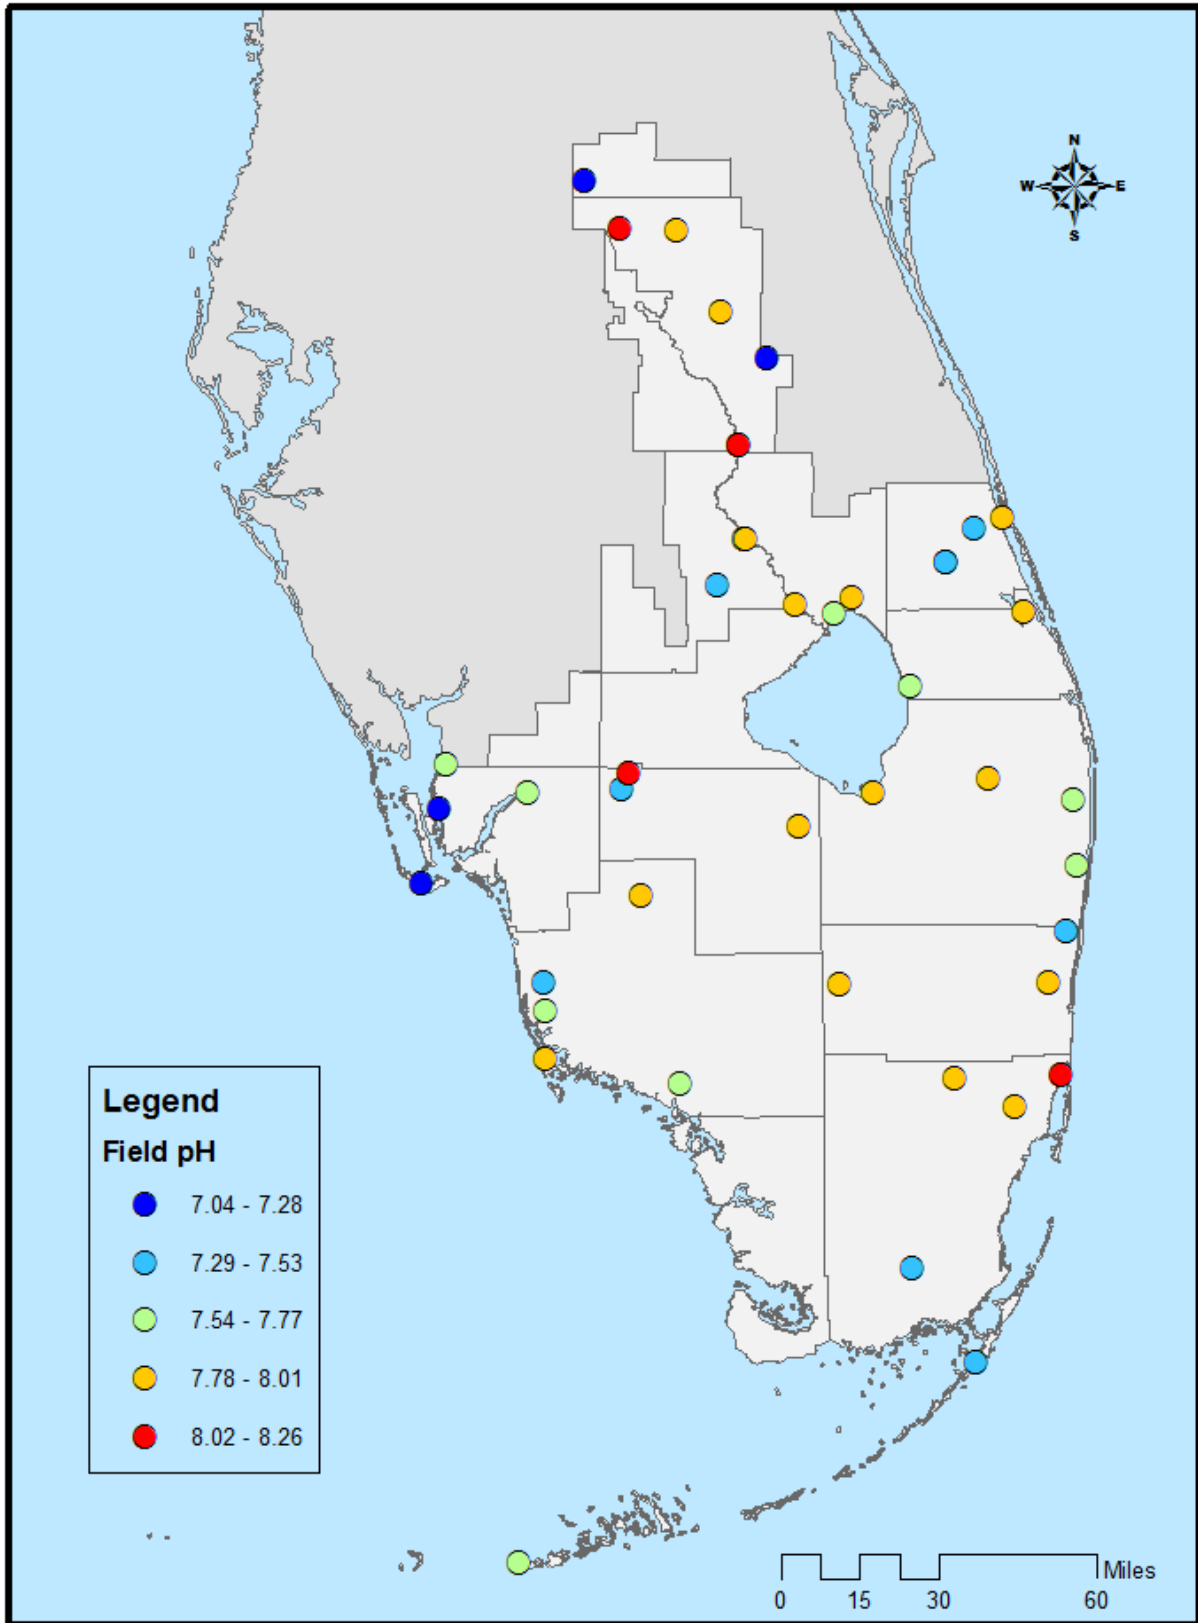 N
W E
S
Legend
Field pH
7.04 - 7.28
7.29 - 7.53
7.54 - 7.77
7.78 - 8.01
8.02 - 8.26
Miles
0 15 30 60